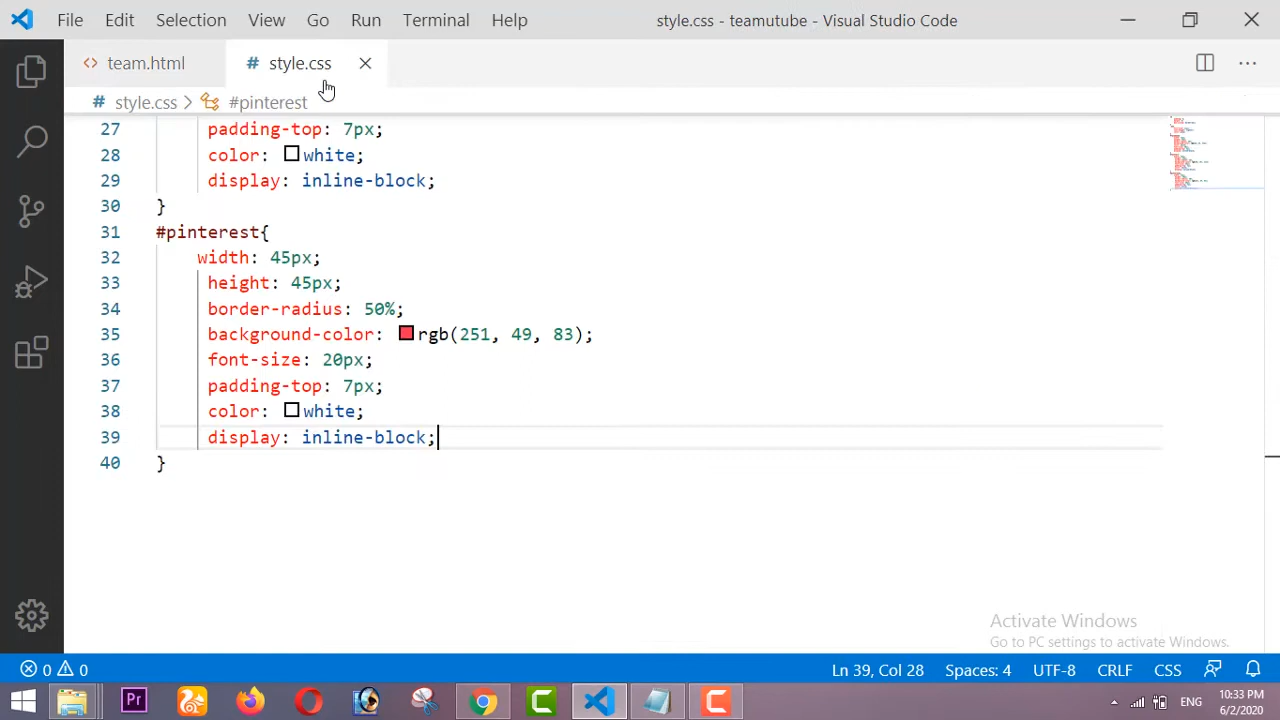 File Edit Selection View Go Run Terminal Help style.css - teamutube - Visual Studio Code
<> team.html # style.css
# style.css > #pinterest
27 padding-top: 7px;
28 color: white;
29 display: inline-block;
30 }
31 #pinterest{
32 width: 45px;
33 height: 45px;
34 border-radius: 50%;
35 background-color: rgb(251, 49, 83);
36 font-size: 20px;
37 padding-top: 7px;
38 color: white;
39 display: inline-block;
40 }
Activate Windows
Go to PC settings to activate Windows.
0 0 Ln 39, Col 28 Spaces: 4 UTF-8 CRLF CSS
Pr C C ENG 10:33 PM
6/2/2020